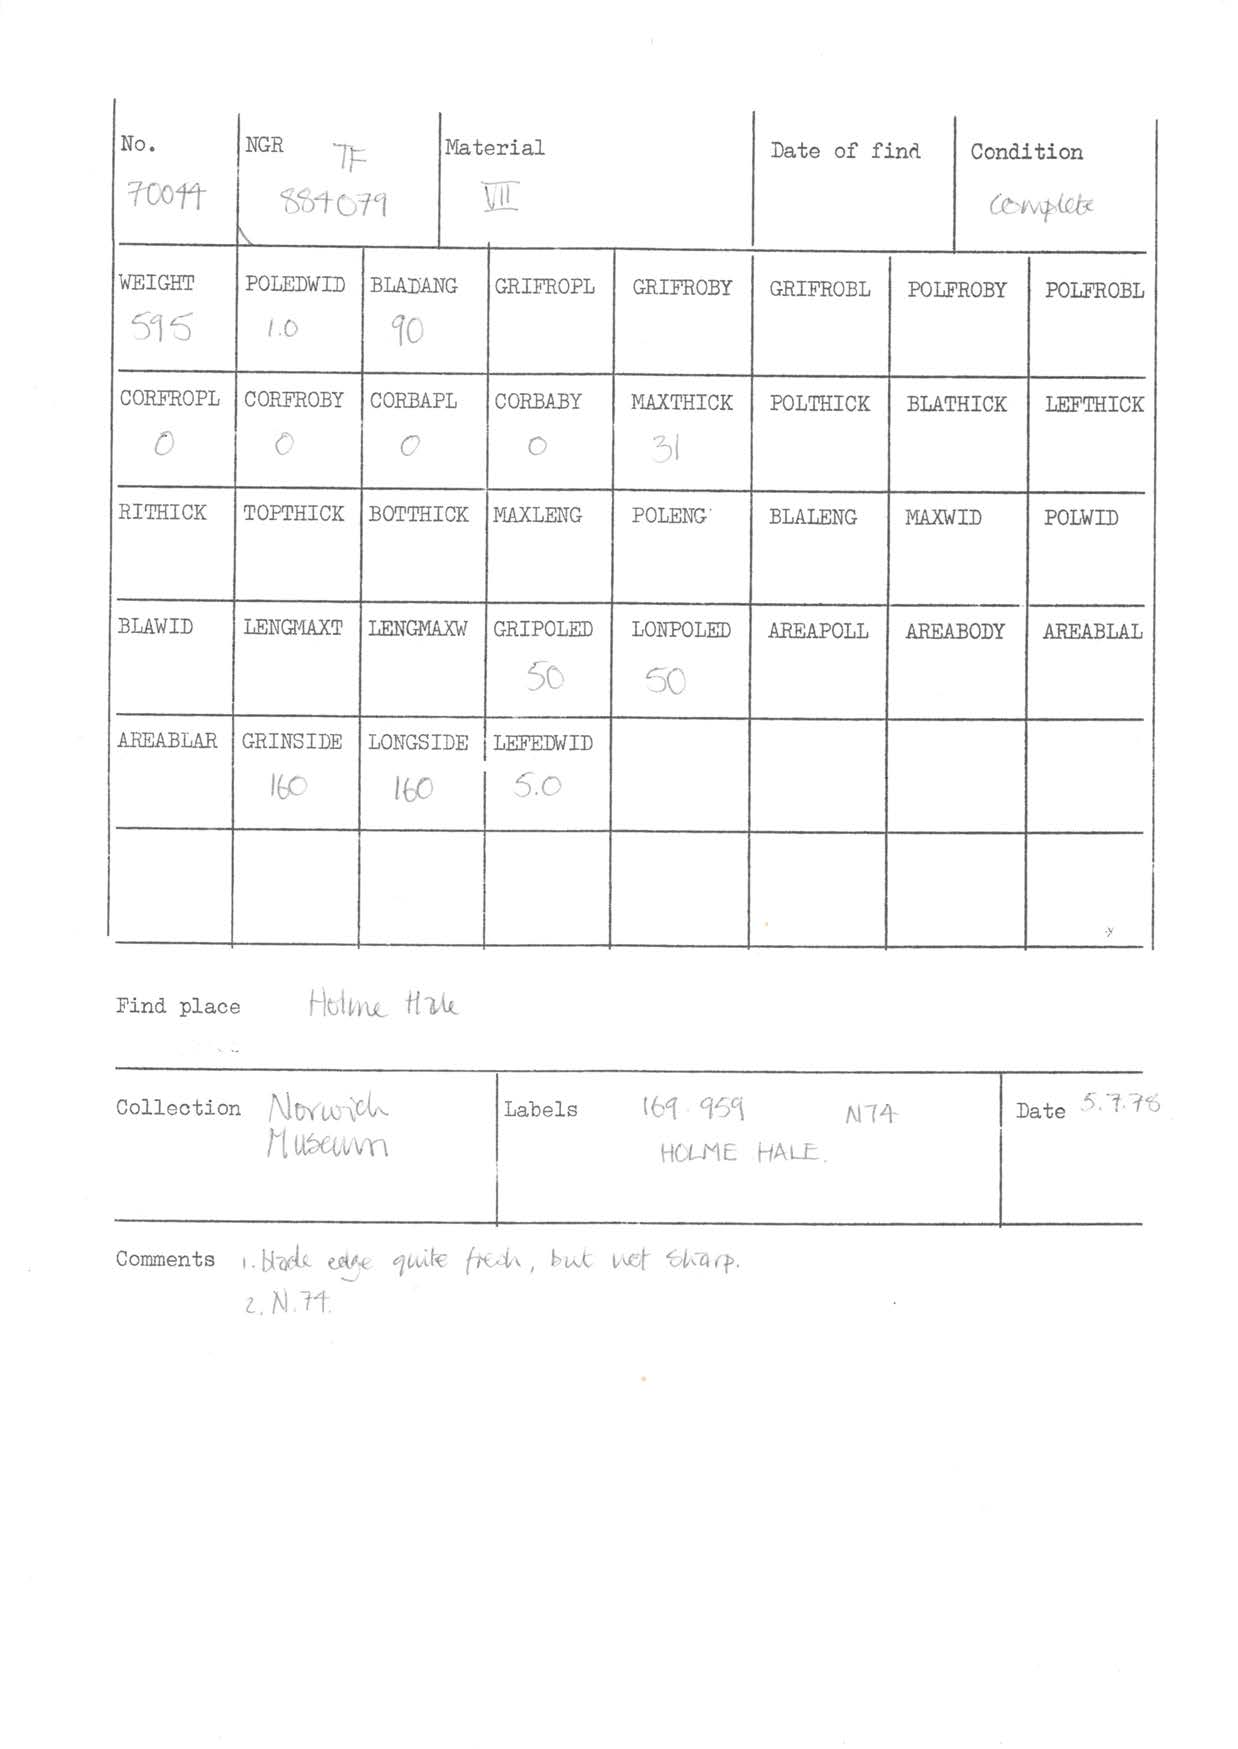 No. NGR TF Material Date of find Condition
70044 884079 VII complete
WEIGHT POLEDWID BLADANG GRIFROPL GRIFROBY GRIFROBL POLFROBY POLFROBL
595 1.0 90
CORFROPL CORFROBY CORBAPL CORBABY MAXTHICK POLTHICK BLATHICK LEFTHICK
0 0 0 0 31
RITHICK TOPTHICK BOTTHICK MAXLENG POLENG BLALENG MAXWID POLWID
BLAWID LENGMAXT LENGMAXW GRIPOLED LONPOLED AREAPOLL AREABODY AREABLAL
50 50
AREABLAR GRINSIDE LONGSIDE LEFEDWID
160 160 5.0
Find place Holme Hale
Collection Norwich Labels 169.959 N74 Date 5.7.78
Museum HOLME HALE.
Comments 1. blade edge quite fresh, but not sharp.
2. N.74.